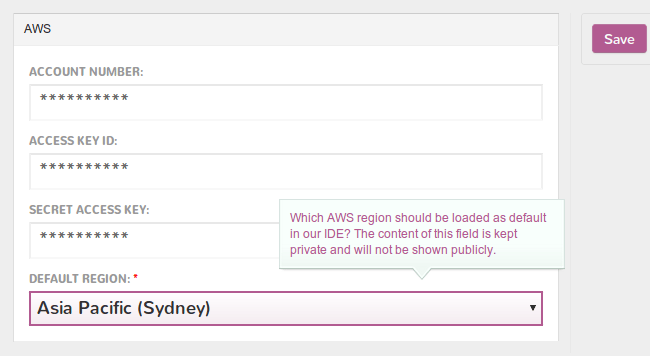 AWS
Save
ACCOUNT NUMBER:
**********
ACCESS KEY ID:
**********
SECRET ACCESS KEY:
**********
Which AWS region should be loaded as default
in our IDE? The content of this field is kept
private and will not be shown publicly.
DEFAULT REGION: *
Asia Pacific (Sydney)